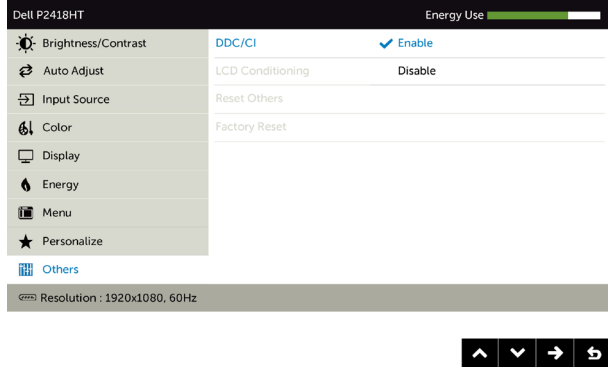 Dell P2418HT Energy Use
Brightness/Contrast DDC/CI Enable
Auto Adjust LCD Conditioning Disable
Input Source Reset Others
Color Factory Reset
Display
Energy
Menu
Personalize
Others
Resolution : 1920x1080, 60Hz